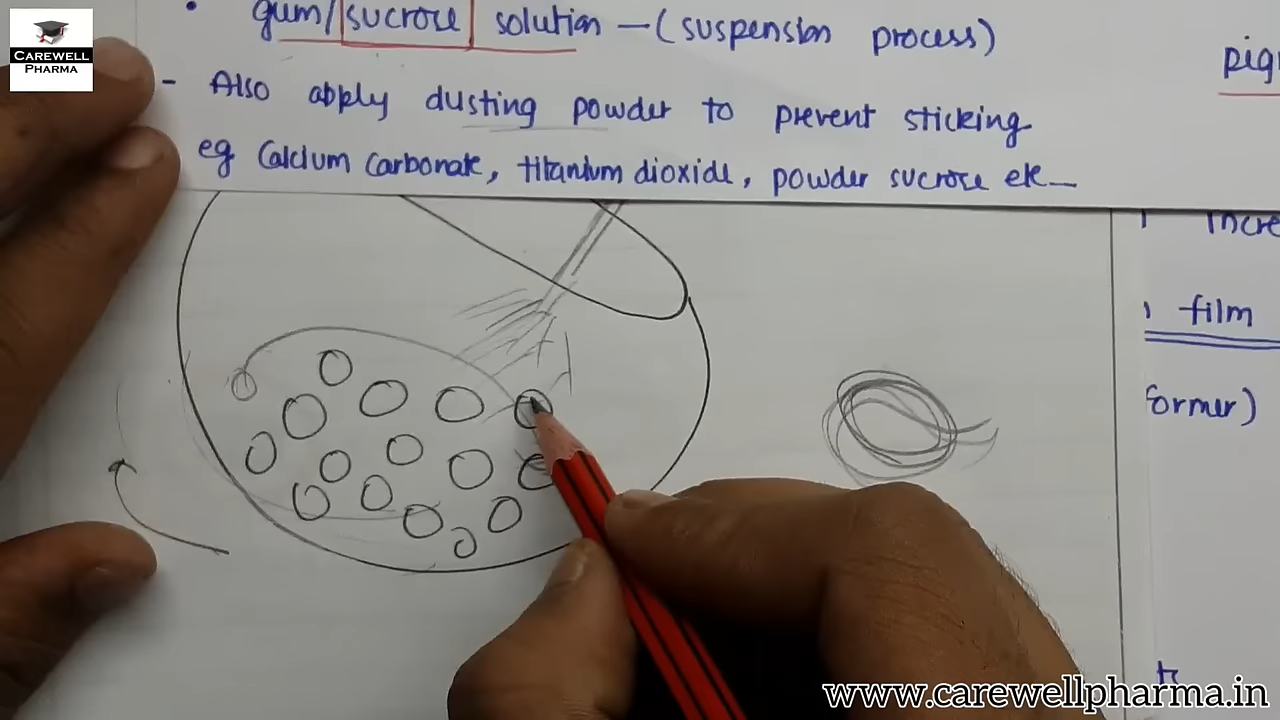 CAREWELL
PHARMA
• gum/sucrose solution — (suspension process)
- Also apply dusting powder to prevent sticking
eg Calcium Carbonate, titanium dioxide, powder sucrose etc—
film
former)
www.carewellpharma.in